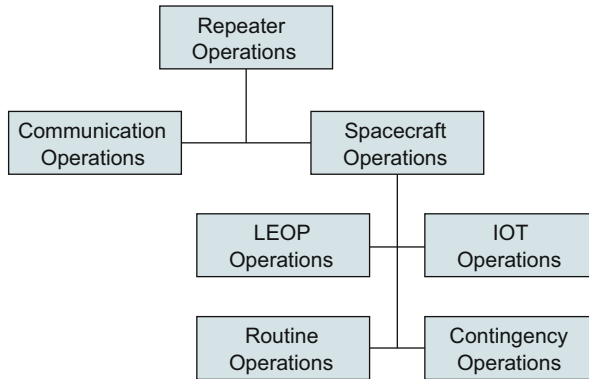 Repeater
Operations
Communication
Operations
Spacecraft
Operations
LEOP
Operations
IOT
Operations
Routine
Operations
Contingency
Operations